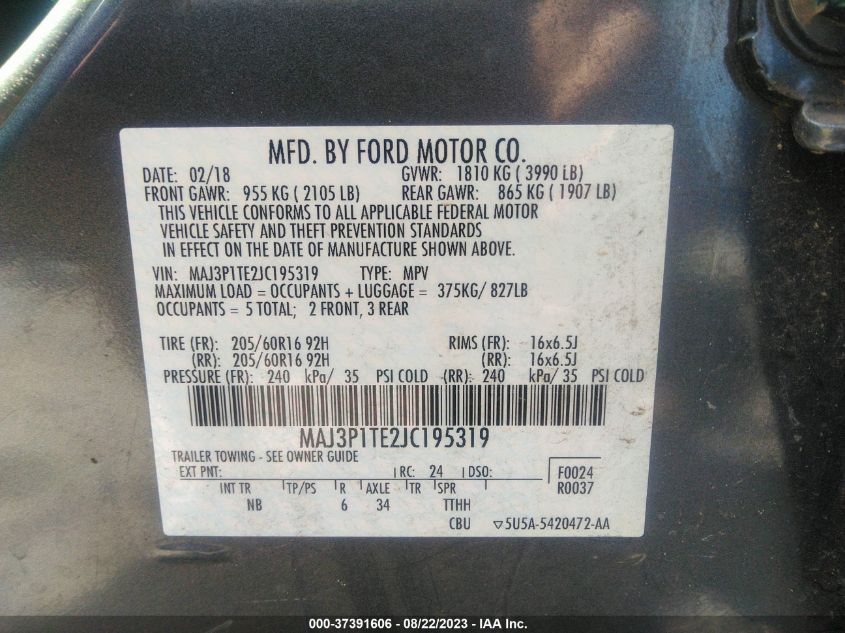 MFD. BY FORD MOTOR CO.
DATE: 02/18 GVWR: 1810 KG ( 3990 LB)
FRONT GAWR: 955 KG ( 2105 LB) REAR GAWR: 865 KG ( 1907 LB)
THIS VEHICLE CONFORMS TO ALL APPLICABLE FEDERAL MOTOR
VEHICLE SAFETY AND THEFT PREVENTION STANDARDS
IN EFFECT ON THE DATE OF MANUFACTURE SHOWN ABOVE.
VIN: MAJ3P1TE2JC195319 TYPE: MPV
MAXIMUM LOAD = OCCUPANTS + LUGGAGE = 375KG/ 827LB
OCCUPANTS = 5 TOTAL; 2 FRONT, 3 REAR
TIRE (FR): 205/60R16 92H RIMS (FR): 16x6.5J
(RR): 205/60R16 92H (RR): 16x6.5J
PRESSURE (FR): 240 kPa/ 35 PSI COLD (RR): 240 kPa/ 35 PSI COLD
MAJ3P1TE2JC195319
TRAILER TOWING - SEE OWNER GUIDE
EXT PNT: RC: 24 DSO: F0024
INT TR TP/PS R AXLE TR SPR R0037
NB 6 34 TTHH
CBU ▽5U5A-5420472-AA
000-37391606 - 08/22/2023 - IAA Inc.